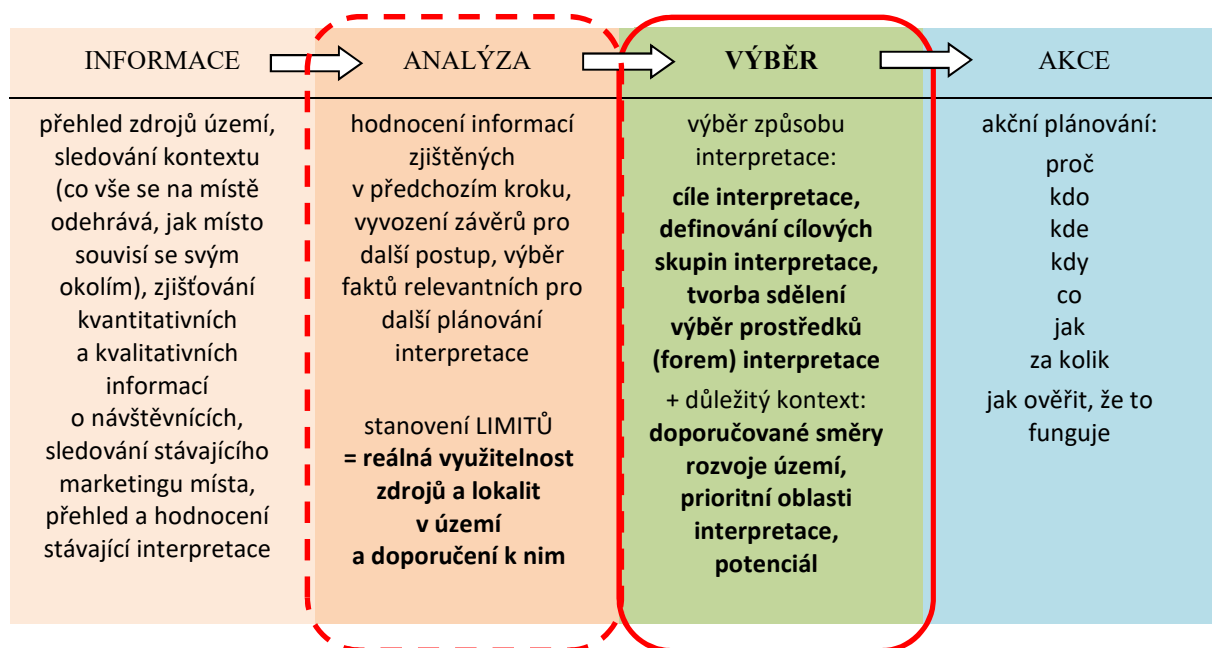 INFORMACE
ANALÝZA
VÝBĚR
AKCE
přehled zdrojů území,
sledování kontextu
(co vše se na místě
odehrává, jak místo
souvisí se svým
okolím), zjišťování
kvantitativních
a kvalitativních
informací
o návštěvnících,
sledování stávajícího
marketingu místa,
přehled a hodnocení
stávající interpretace
hodnocení informací
zjištěných
v předchozím kroku,
vyvození závěrů pro
další postup, výběr
faktů relevantních pro
další plánování
interpretace
stanovení LIMITŮ
= reálná využitelnost
zdrojů a lokalit
v území
a doporučení k nim
výběr způsobu
interpretace:
cíle interpretace,
definování cílových
skupin interpretace,
tvorba sdělení
výběr prostředků
(forem) interpretace
+ důležitý kontext:
doporučované směry
rozvoje území,
prioritní oblasti
interpretace,
potenciál
akční plánování:
proč
kdo
kde
kdy
co
jak
za kolik
jak ověřit, že to
funguje